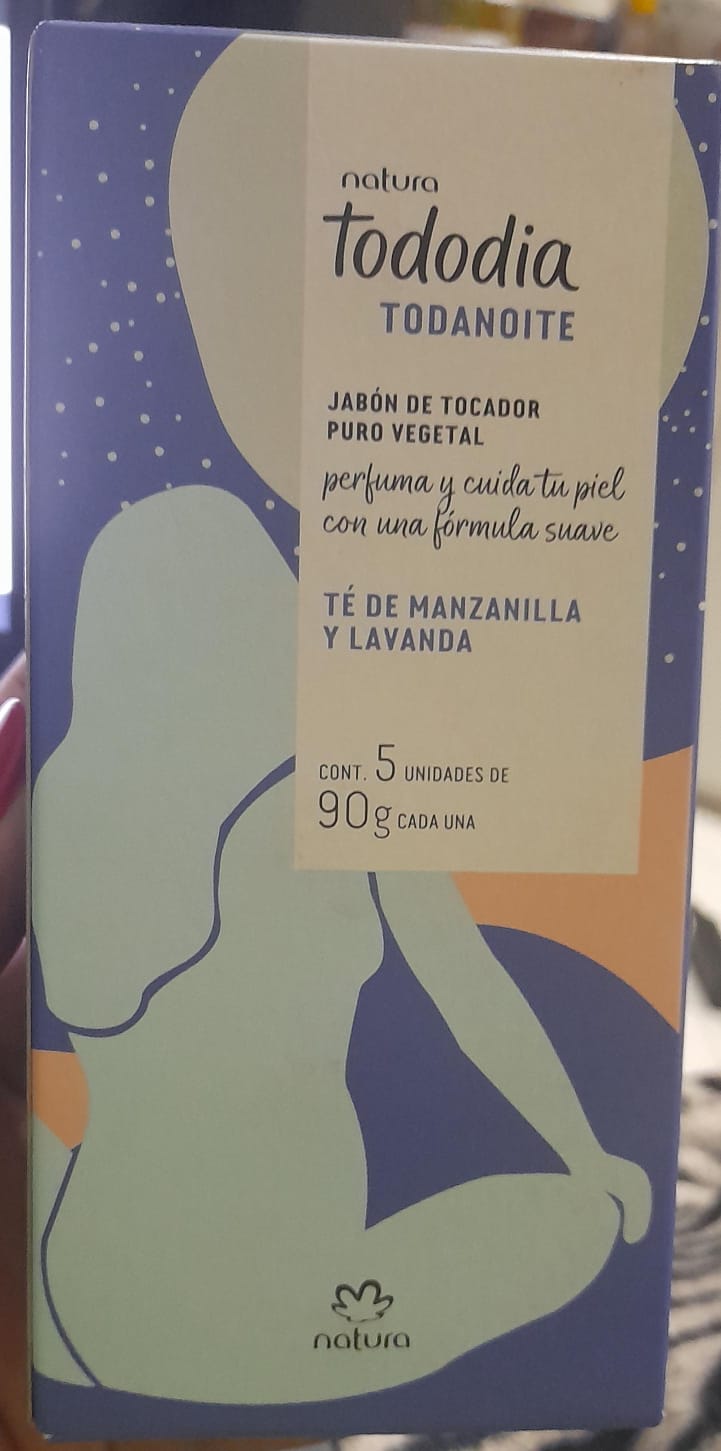 natura
tododia
TODANOITE
JABÓN DE TOCADOR
PURO VEGETAL
perfuma y cuida tu piel
con una fórmula suave
TÉ DE MANZANILLA
Y LAVANDA
CONT. 5 UNIDADES DE
90g CADA UNA
natura